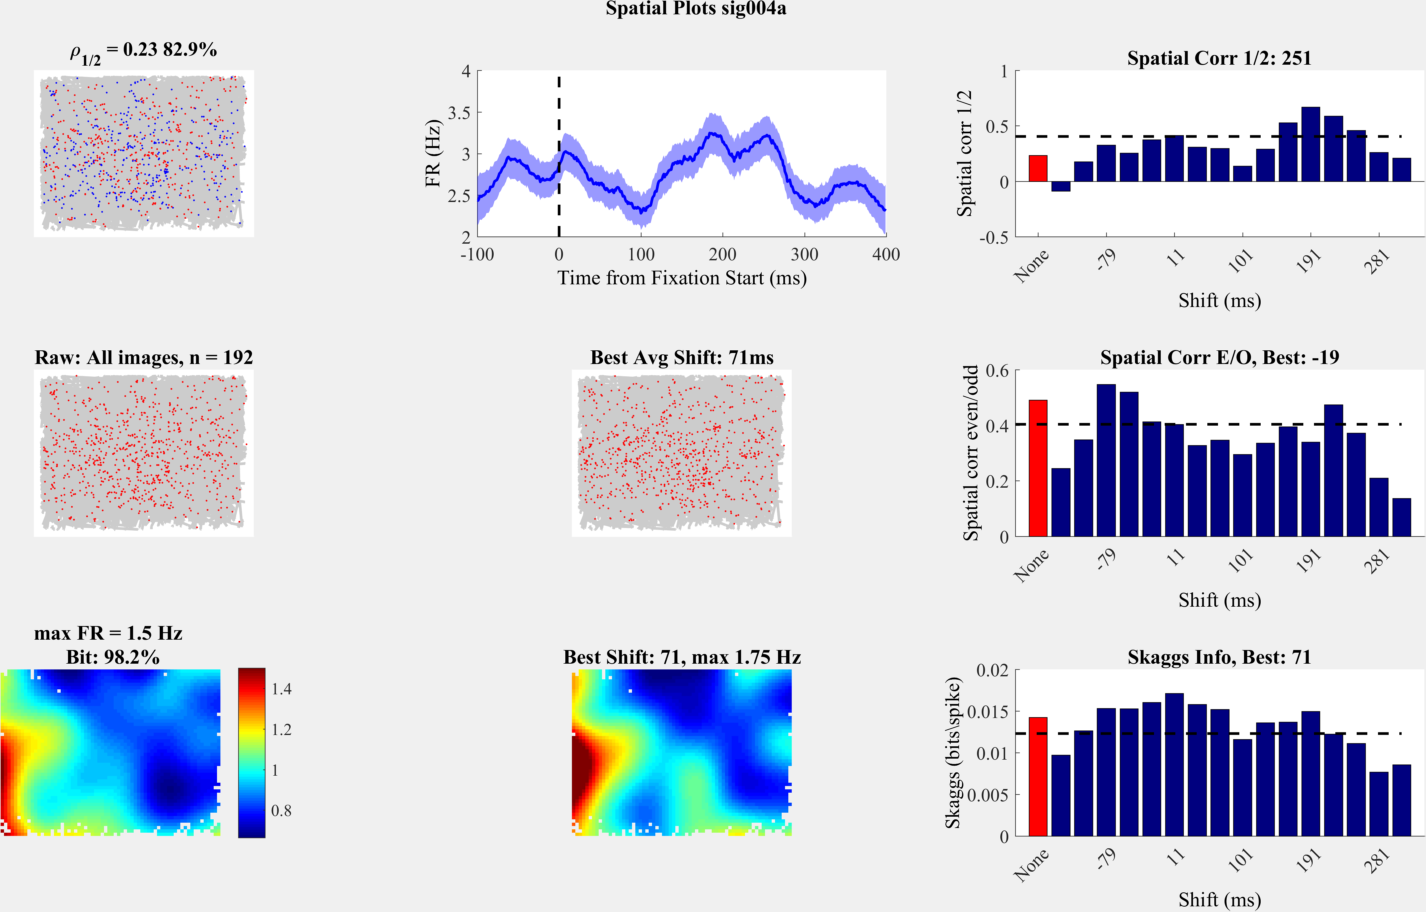 Spatial Plots sig004a
ρ1/2 = 0.23 82.9%
4
3.5
3
2.5
2
FR (Hz)
-100
0
100
200
300
400
Time from Fixation Start (ms)
Spatial Corr 1/2: 251
1
0.5
0
-0.5
Spatial corr 1/2
None
-79
11
101
191
281
Shift (ms)
Raw: All images, n = 192
Best Avg Shift: 71ms
Spatial Corr E/O, Best: -19
0.6
0.4
0.2
0
Spatial corr even/odd
None
-79
11
101
191
281
Shift (ms)
max FR = 1.5 Hz
Bit: 98.2%
1.4
1.2
1
0.8
Best Shift: 71, max 1.75 Hz
Skaggs Info, Best: 71
0.02
0.015
0.01
0.005
0
Skaggs (bits\spike)
None
-79
11
101
191
281
Shift (ms)